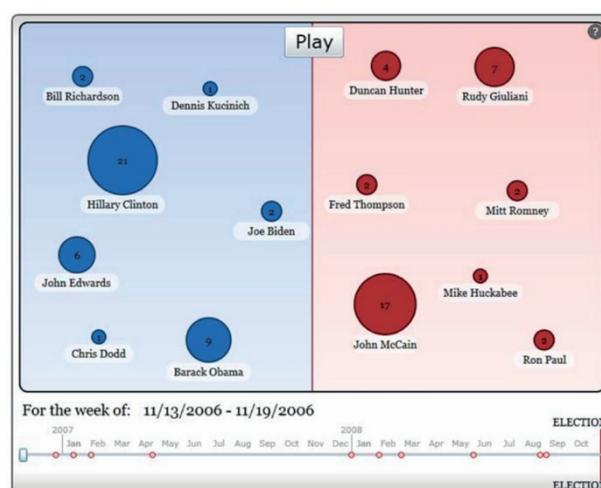 Play
?
2
Bill Richardson
1
Dennis Kucinich
4
Duncan Hunter
7
Rudy Giuliani
21
Hillary Clinton
2
Joe Biden
2
Fred Thompson
2
Mitt Romney
6
John Edwards
1
Mike Huckabee
17
John McCain
1
Chris Dodd
9
Barack Obama
2
Ron Paul
For the week of: 11/13/2006 - 11/19/2006
ELECTION
2007 2008
Jan Feb Mar Apr May Jun Jul Aug Sep Oct Nov Dec Jan Feb Mar Apr May Jun Jul Aug Sep Oct
ELECTION